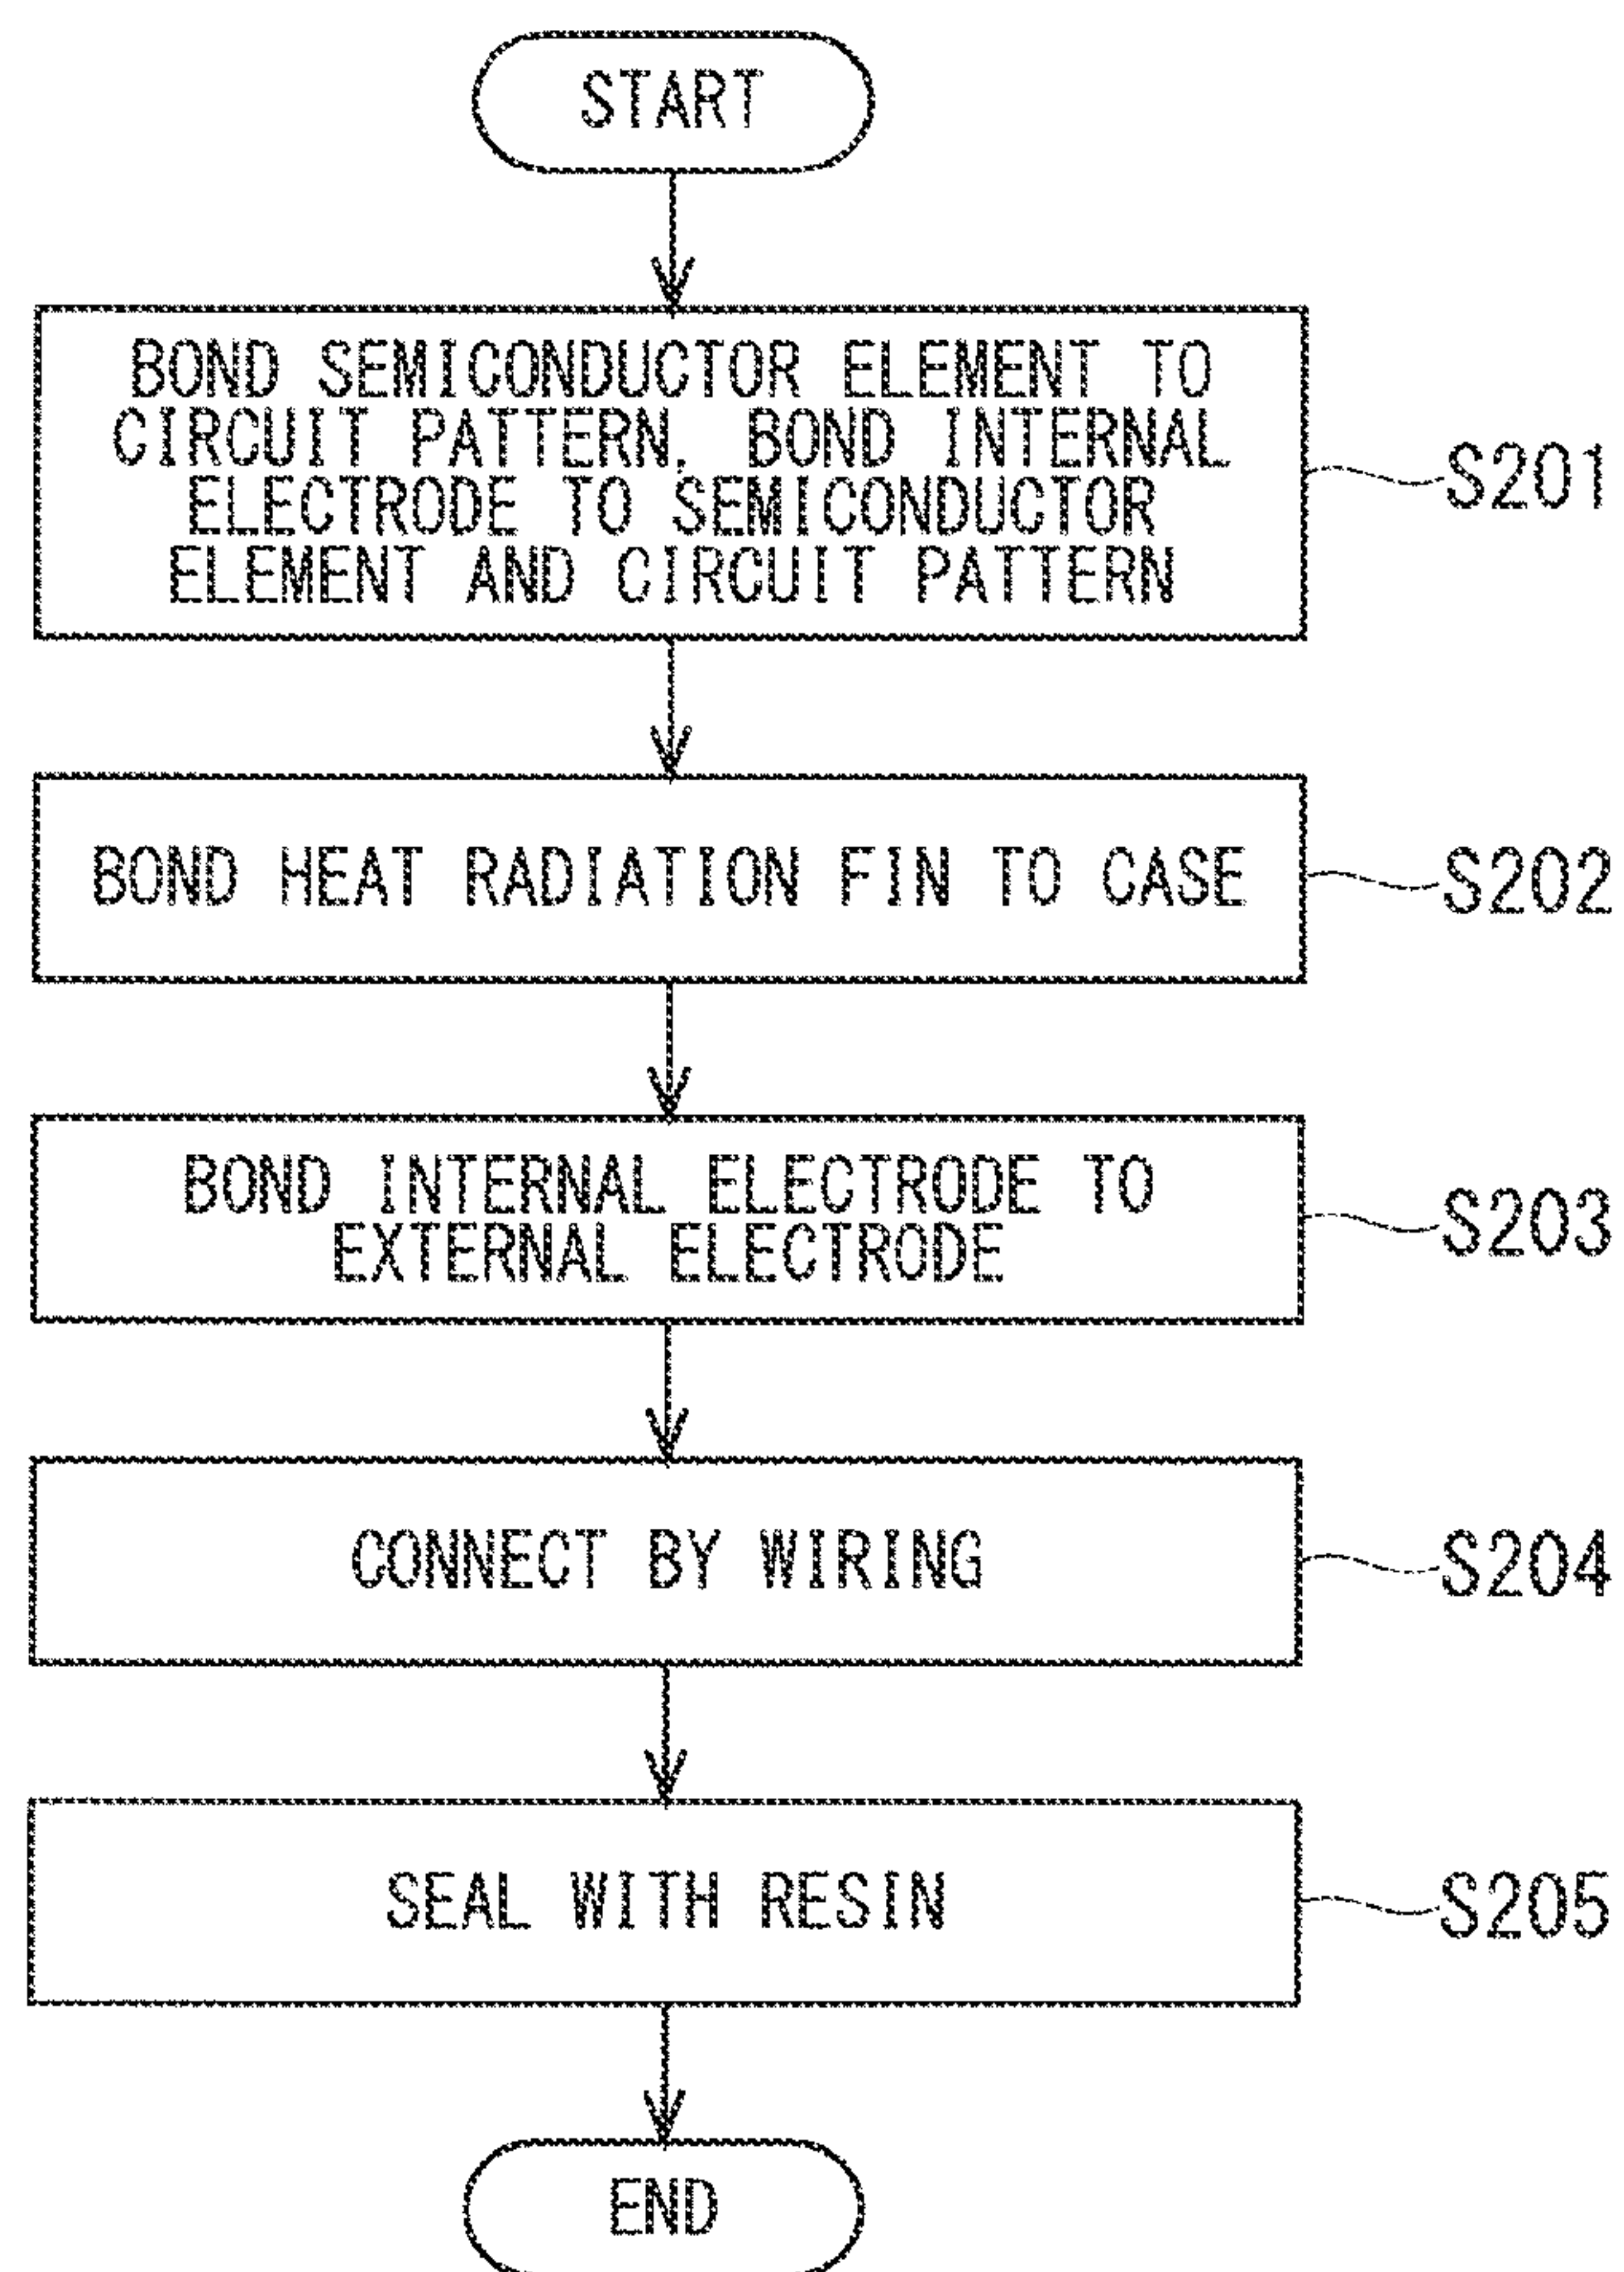 START
BOND SEMICONDUCTOR ELEMENT TO
CIRCUIT PATTERN, BOND INTERNAL
ELECTRODE TO SEMICONDUCTOR
ELEMENT AND CIRCUIT PATTERN
S201
BOND HEAT RADIATION FIN TO CASE
S202
BOND INTERNAL ELECTRODE TO
EXTERNAL ELECTRODE
S203
CONNECT BY WIRING
S204
SEAL WITH RESIN
S205
END